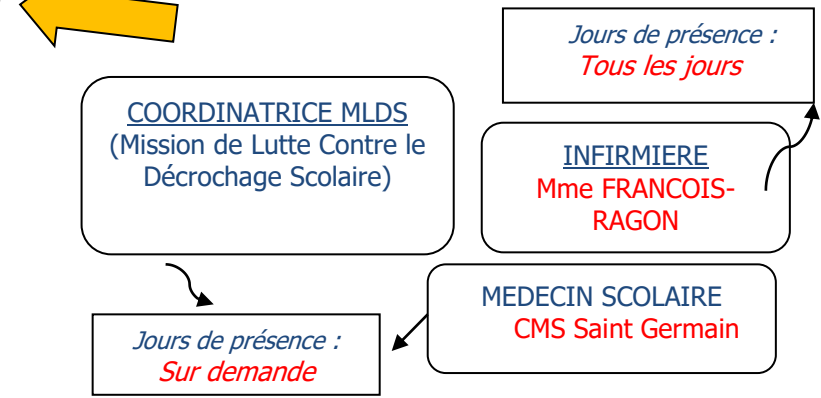 Jours de présence :
Tous les jours
COORDINATRICE MLDS
(Mission de Lutte Contre le
Décrochage Scolaire)
INFIRMIERE
Mme FRANCOIS-
RAGON
MEDECIN SCOLAIRE
CMS Saint Germain
Jours de présence :
Sur demande